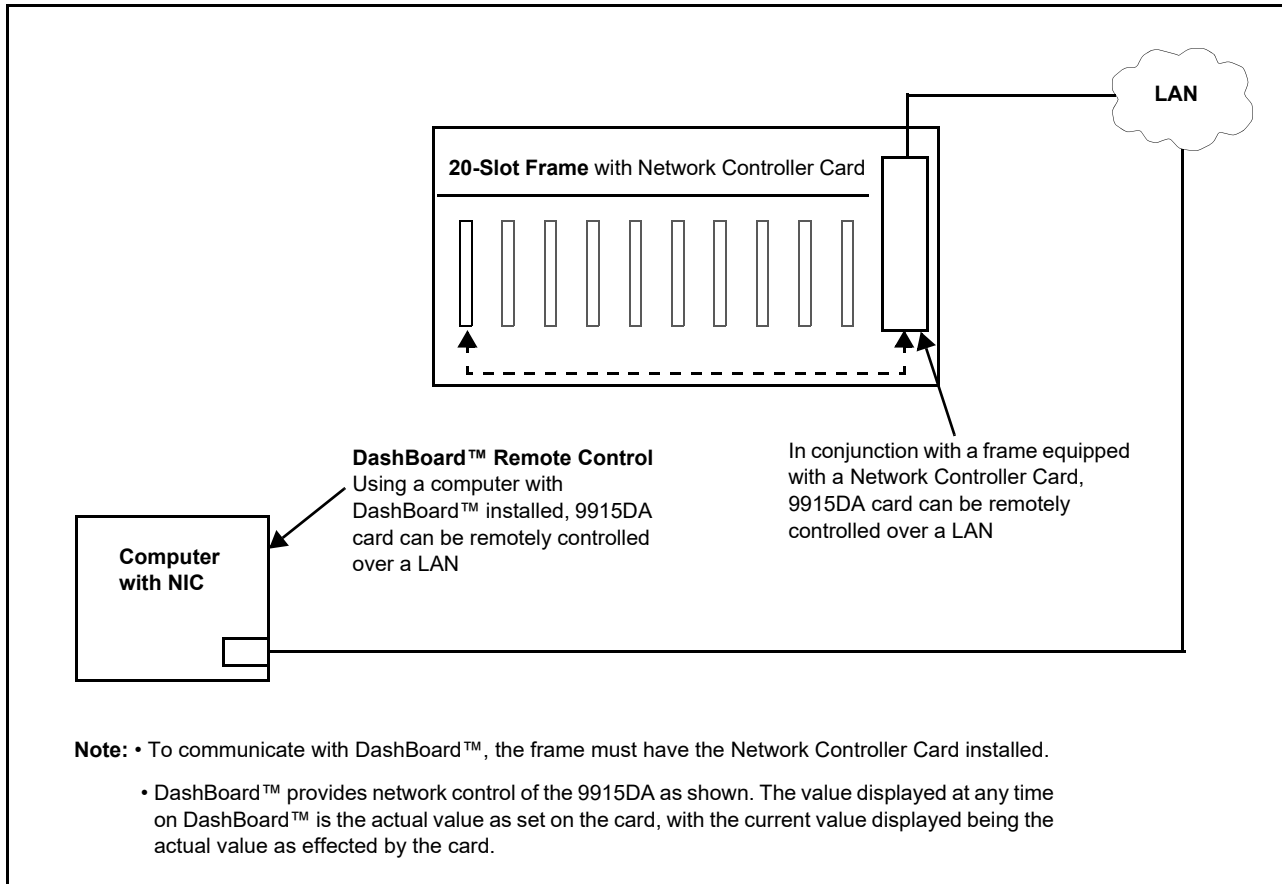 LAN
20-Slot Frame with Network Controller Card
DashBoard™ Remote Control
Using a computer with
DashBoard™ installed, 9915DA
card can be remotely controlled
over a LAN
In conjunction with a frame equipped
with a Network Controller Card,
9915DA card can be remotely
controlled over a LAN
Computer
with NIC
Note: • To communicate with DashBoard™, the frame must have the Network Controller Card installed.
• DashBoard™ provides network control of the 9915DA as shown. The value displayed at any time
on DashBoard™ is the actual value as set on the card, with the current value displayed being the
actual value as effected by the card.